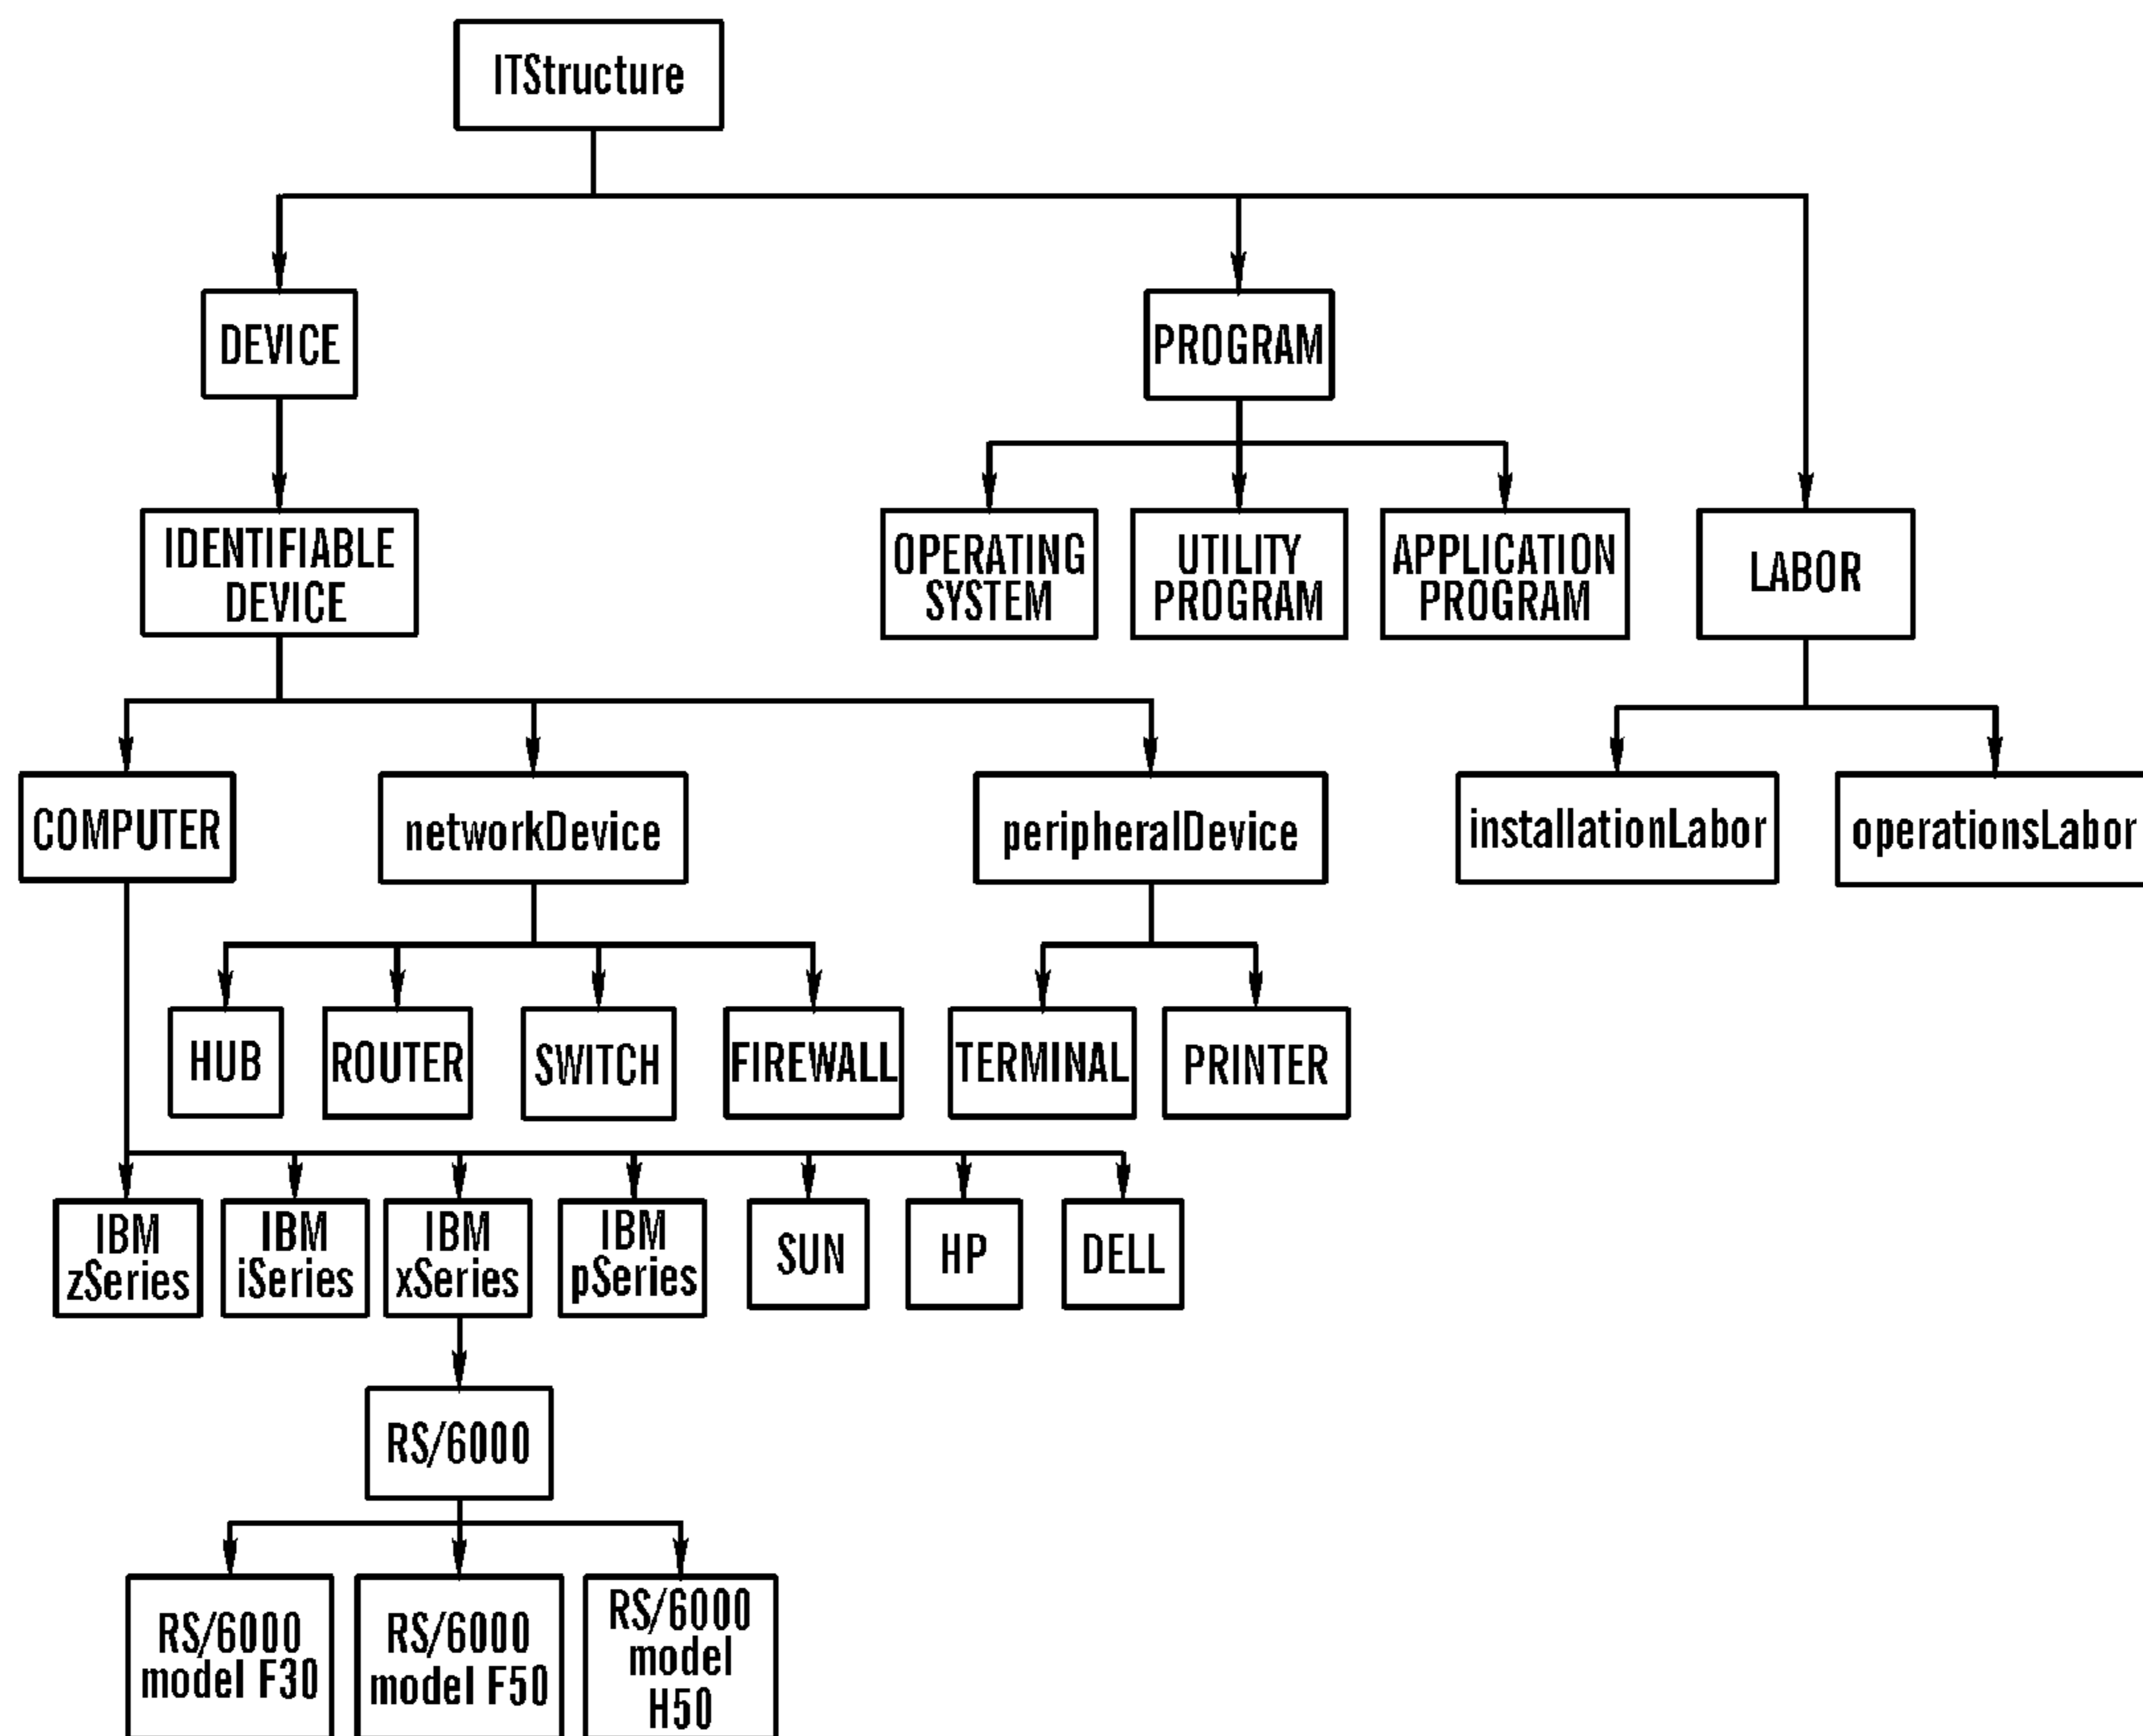 ITStructure
DEVICE
PROGRAM
IDENTIFIABLE
DEVICE
OPERATING
SYSTEM
UTILITY
PROGRAM
APPLICATION
PROGRAM
LABOR
COMPUTER
networkDevice
peripheralDevice
installationLabor
operationsLabor
HUB
ROUTER
SWITCH
FIREWALL
TERMINAL
PRINTER
IBM
zSeries
IBM
iSeries
IBM
xSeries
IBM
pSeries
SUN
HP
DELL
RS/6000
RS/6000
model F30
RS/6000
model F50
RS/6000
model
H50